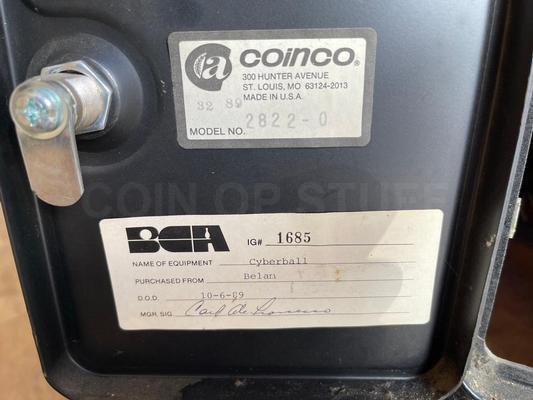 COINCO®
300 HUNTER AVENUE
ST. LOUIS, MO 63124-2013
MADE IN U.S.A.
32 89
MODEL NO. 2822-0
COIN OP STUFF
BCA IG# 1685
NAME OF EQUIPMENT Cyberball
PURCHASED FROM Belan
D.O.D. 10-6-89
MGR. SIG. Carl